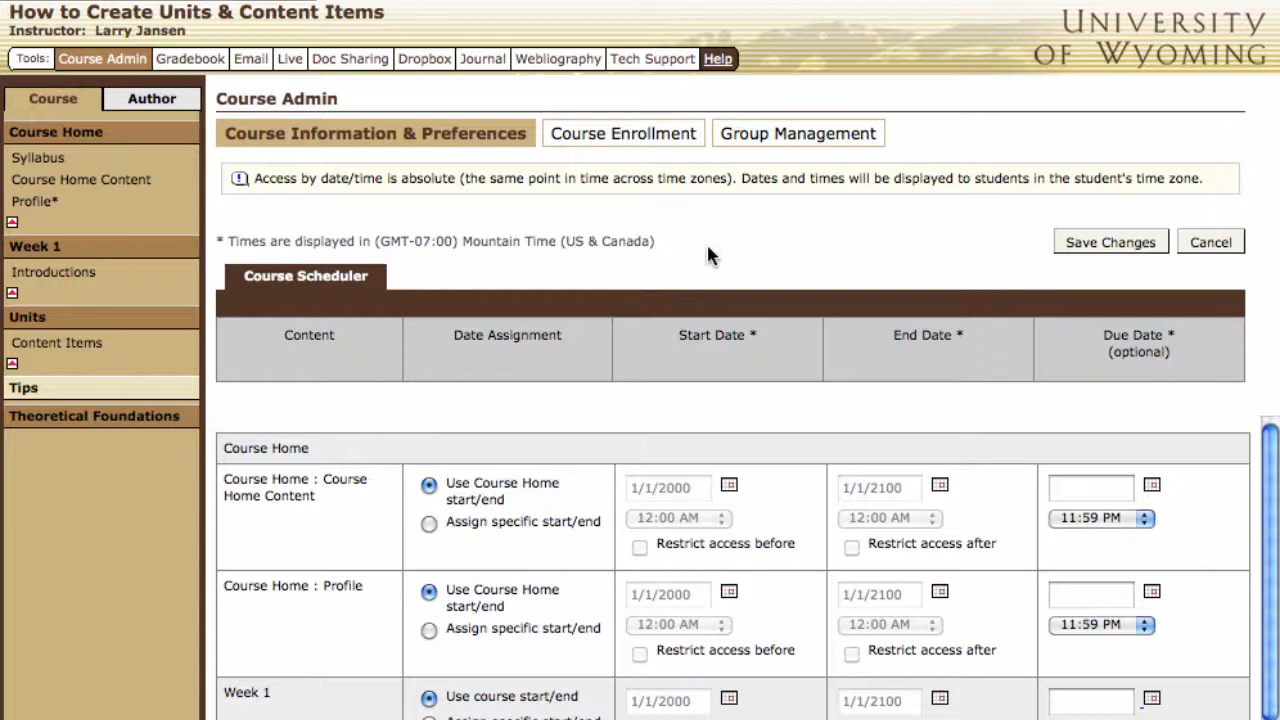 How to Create Units & Content Items
Instructor: Larry Jansen
UNIVERSITY
OF WYOMING
Tools: Course Admin Gradebook Email Live Doc Sharing Dropbox Journal Webliography Tech Support Help
Course Author
Course Home
Syllabus
Course Home Content
Profile*
Week 1
Introductions
Units
Content Items
Tips
Theoretical Foundations
Course Admin
Course Information & Preferences Course Enrollment Group Management
! Access by date/time is absolute (the same point in time across time zones). Dates and times will be displayed to students in the student's time zone.
* Times are displayed in (GMT-07:00) Mountain Time (US & Canada)
Save Changes Cancel
Course Scheduler
Content Date Assignment Start Date * End Date * Due Date *
(optional)
Course Home
Course Home : Course
Home Content
Use Course Home
start/end
Assign specific start/end
1/1/2000
12:00 AM
Restrict access before
1/1/2100
12:00 AM
Restrict access after
11:59 PM
Course Home : Profile
Use Course Home
start/end
Assign specific start/end
1/1/2000
12:00 AM
Restrict access before
1/1/2100
12:00 AM
Restrict access after
11:59 PM
Week 1
Use course start/end
1/1/2000
1/1/2100